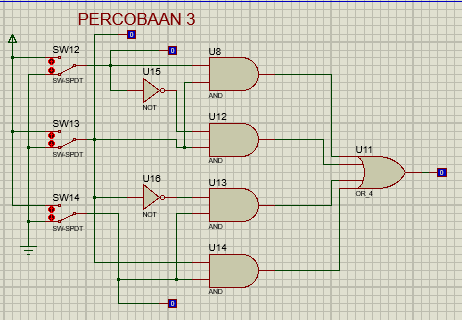 PERCOBAAN 3
0
0
SW12
SW-SPDT
U15
NOT
U8
AND
SW13
SW-SPDT
U12
AND
U11
OR_4
0
SW14
SW-SPDT
U16
NOT
U13
AND
U14
AND
0